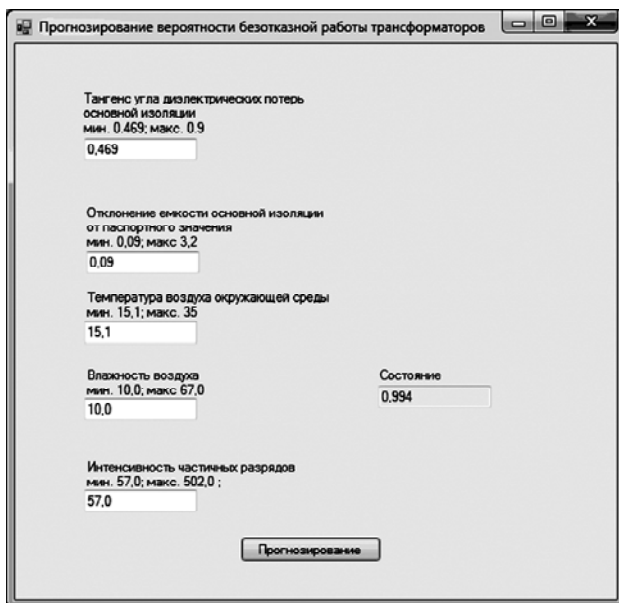 Прогнозирование вероятности безотказной работы трансформаторов
Тангенс угла диэлектрических потерь
основной изоляции
мин. 0.469; макс. 0.9
0,469
Отклонение емкости основной изоляции
от паспортного значения
мин. 0,09; макс 3,2
0,09
Температура воздуха окружающей среды
мин. 15,1; макс. 35
15,1
Влажность воздуха
мин. 10,0; макс 67,0
10,0
Состояние
0.994
Интенсивность частичных разрядов
мин. 57,0; макс. 502,0 ;
57,0
Прогнозирование